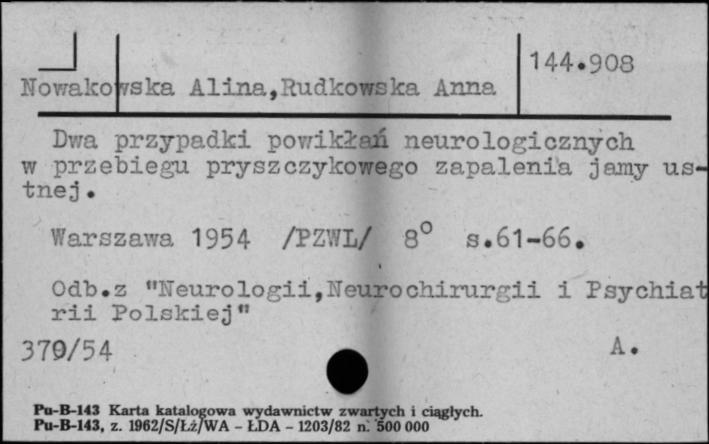 144.908
Nowakowska Alina,Rudkowska Anna
Dwa przypadki powikłań neurologicznych
w przebiegu pryszczykowego zapalenia jamy us-
tnej.
Warszawa 1954 /PZWL/ 8° s.61-66.
Odb.z "Neurologii,Neurochirurgii i Psychiat
rii Polskiej"
379/54 A.
Pu-B-143 Karta katalogowa wydawnictw zwartych i ciągłych.
Pu-B-143, z. 1962/S/Łż/WA - ŁDA - 1203/82 n. 500 000